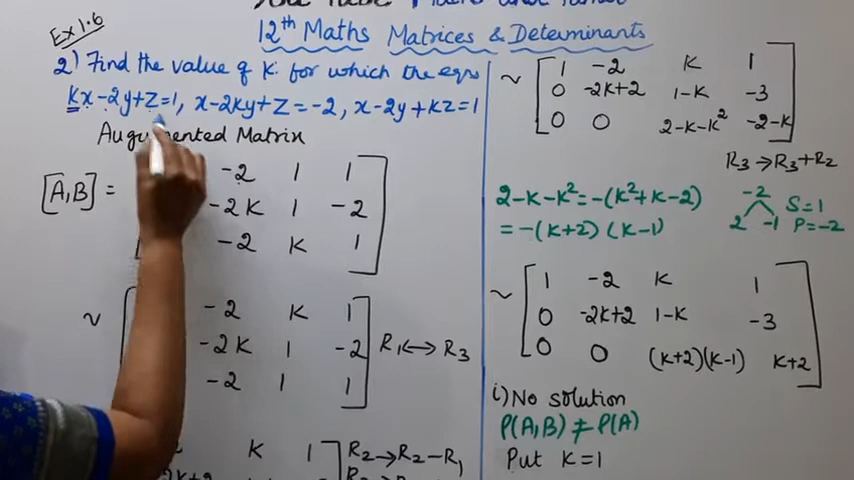 12th Maths Matrices & Determinants
Ex 1.6
2) Find the value of K for which the eqns
Kx-2y+z=1, x-2Ky+z=-2, x-2y+Kz=1
Augmented Matrix
[A,B] =
-2 1 1
-2K 1 -2
-2 K 1
~
-2 K 1
-2K 1 -2 R1↔R3
-2 1 1
K 1 R2→R2-R1
~ 1 -2 K 1
0 -2K+2 1-K -3
0 0 2-K-K² -2-K
R3→R3+R2
2-K-K²=-(K²+K-2)
=-(K+2)(K-1)
-2
2 -1
S=1
P=-2
~ 1 -2 K 1
0 -2K+2 1-K -3
0 0 (K+2)(K-1) K+2
i) No solution
P(A,B) ≠ P(A)
Put K=1